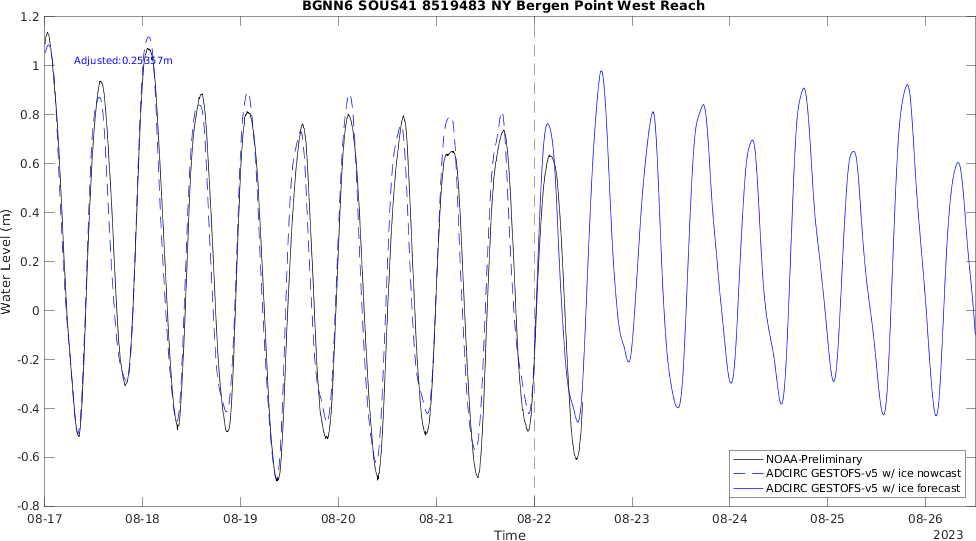 BGNN6 SOUS41 8519483 NY Bergen Point West Reach
Adjusted:0.25357m
Water Level (m)
1.2
1
0.8
0.6
0.4
0.2
0
-0.2
-0.4
-0.6
-0.8
NOAA-Preliminary
ADCIRC GESTOFS-v5 w/ ice nowcast
ADCIRC GESTOFS-v5 w/ ice forecast
08-17 08-18 08-19 08-20 08-21 08-22 08-23 08-24 08-25 08-26
Time
2023